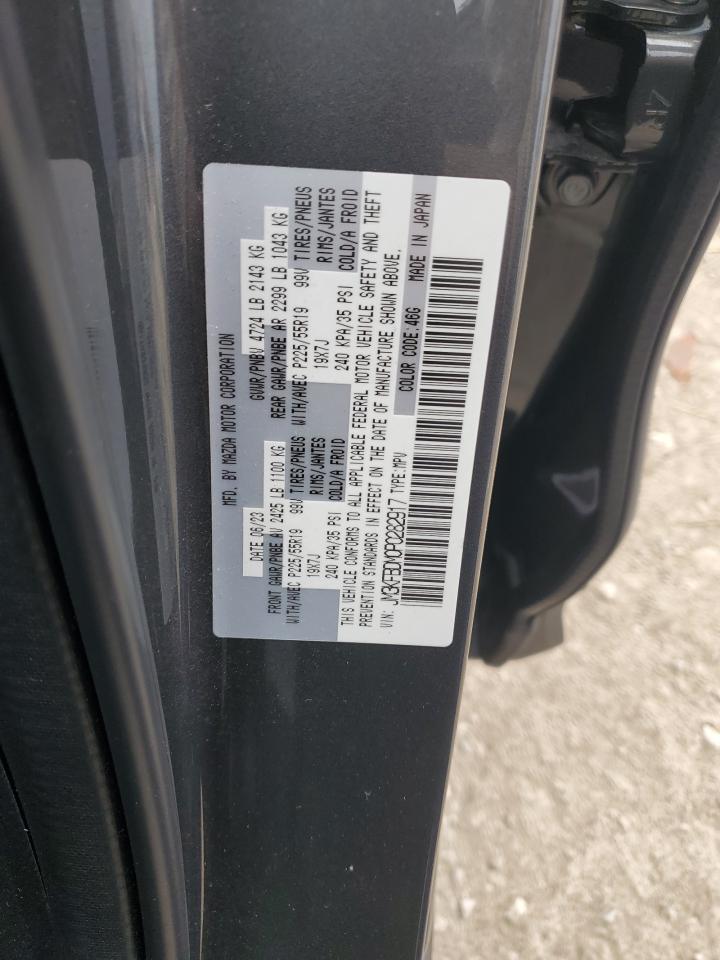 MFD. BY MAZDA MOTOR CORPORATION
DATE 06/23 GVWR/PNBV 4724 LB 2143 KG
FRONT GAWR/PNBE AV 2425 LB 1100 KG REAR GAWR/PNBE AR 2299 LB 1043 KG
WITH/AVEC P225/55R19 99V TIRES/PNEUS WITH/AVEC P225/55R19 99V TIRES/PNEUS
19X7J RIMS/JANTES 19X7J RIMS/JANTES
240 KPA/35 PSI COLD/A FROID 240 KPA/35 PSI COLD/A FROID
THIS VEHICLE CONFORMS TO ALL APPLICABLE FEDERAL MOTOR VEHICLE SAFETY AND THEFT
PREVENTION STANDARDS IN EFFECT ON THE DATE OF MANUFACTURE SHOWN ABOVE.
VIN: JM3KFBDM0P0282917 TYPE:MPV COLOR CODE:46G MADE IN JAPAN